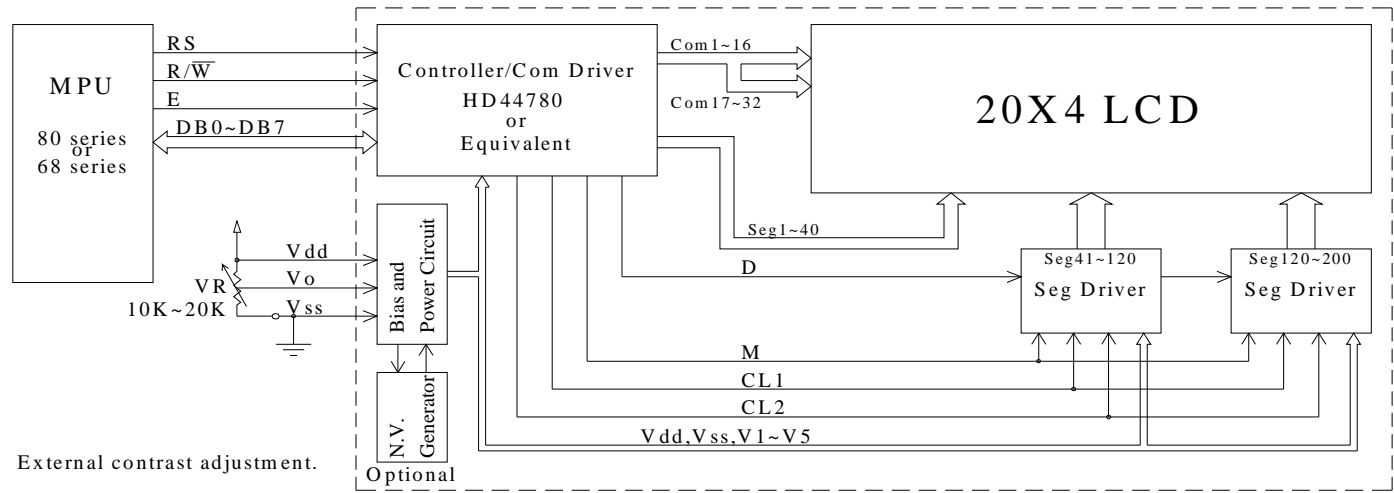 MPU
80 series
or
68 series
RS
R/W̅
E
DB0~DB7
Controller/Com Driver
HD44780
or
Equivalent
Com1~16
Com17~32
20X4 LCD
Seg1~40
Vdd
Vo
Vss
VR
10K~20K
Bias and
Power Circuit
D
Seg41~120
Seg Driver
Seg120~200
Seg Driver
M
CL1
CL2
Vdd,Vss,V1~V5
N.V.
Generator
Optional
External contrast adjustment.